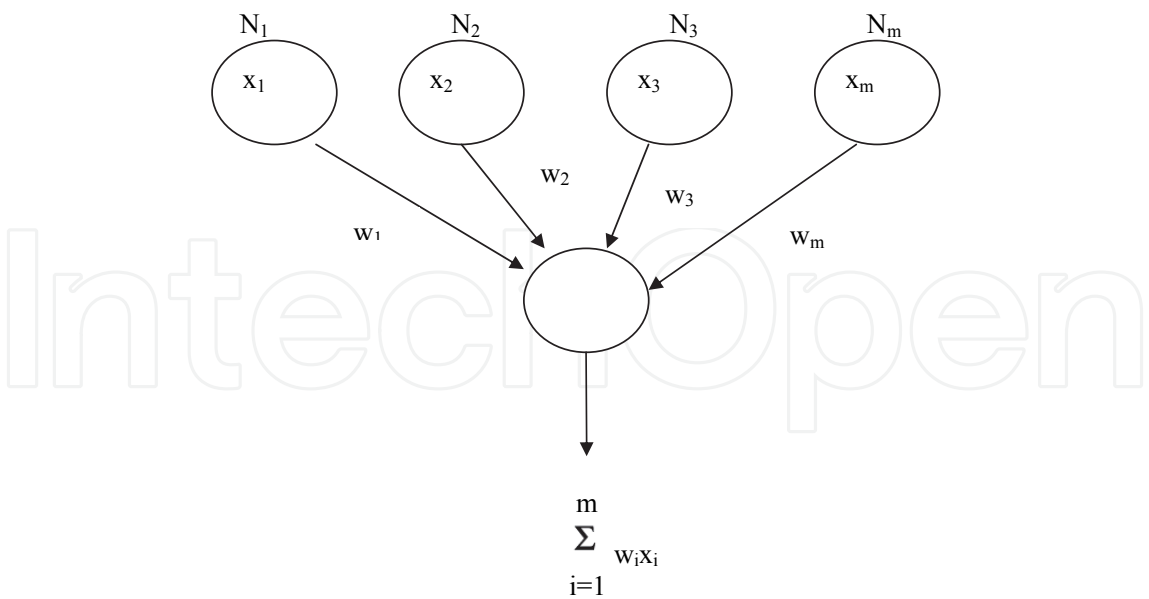 N₁ N₂ N₃ Nₘ
x₁ x₂ x₃ xₘ
w₂
w₃
w₁ wₘ
IntechOpen
m
Σ wᵢxᵢ
i=1